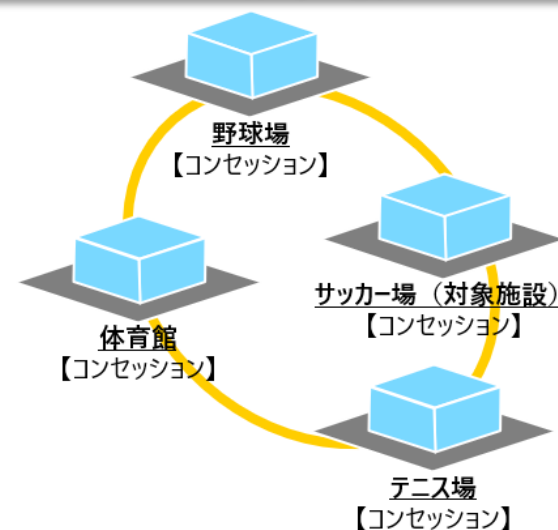 野球場
【コンセッション】
サッカー場（対象施設）
【コンセッション】
体育館
【コンセッション】
テニス場
【コンセッション】